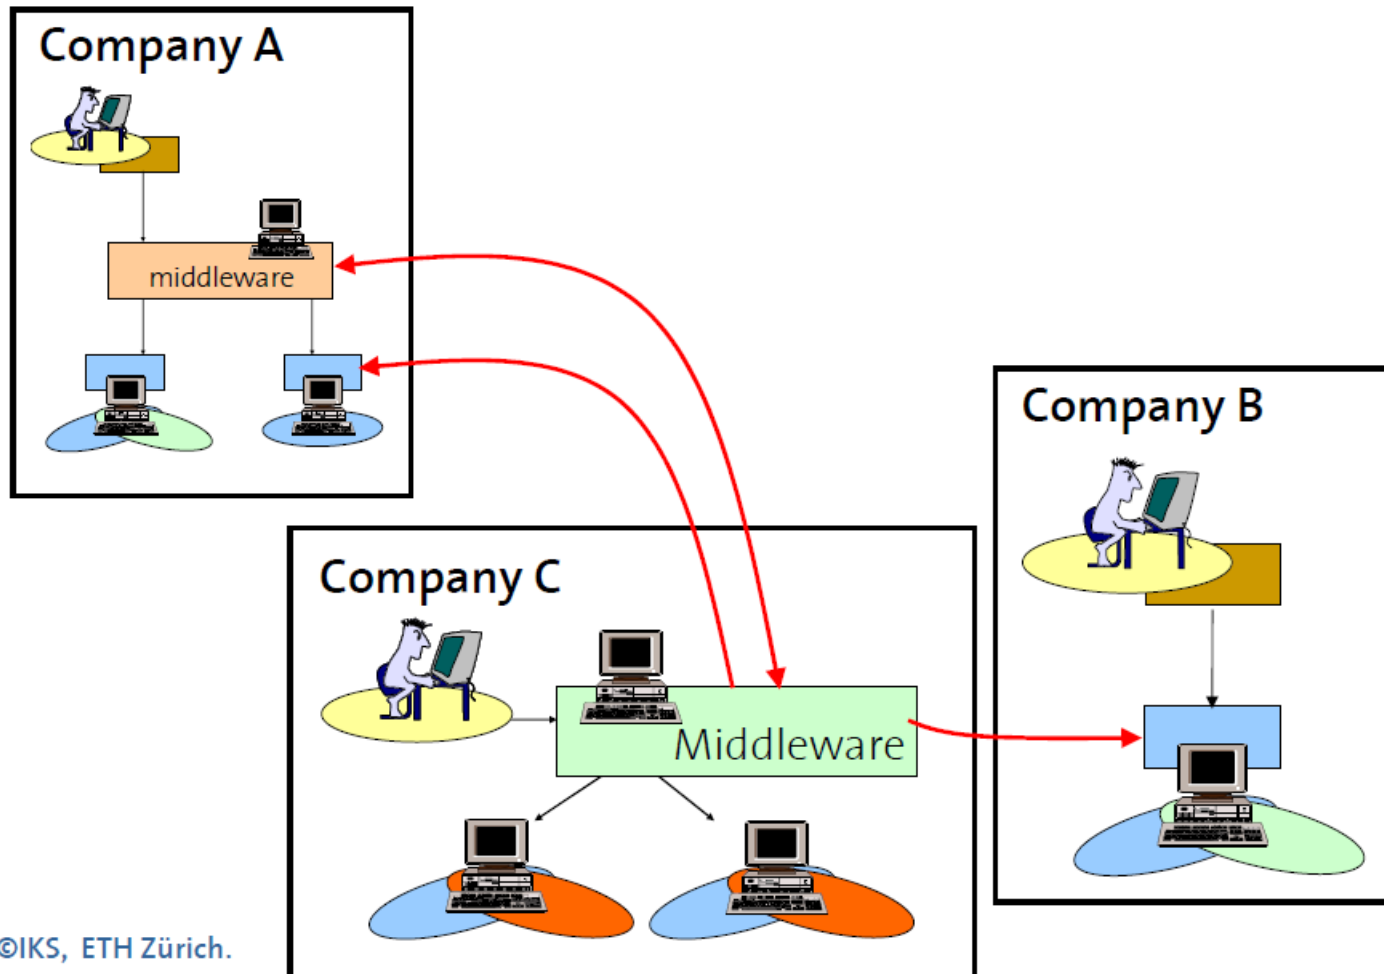 Company A
middleware
Company B
Company C
Middleware
©IKS, ETH Zürich.